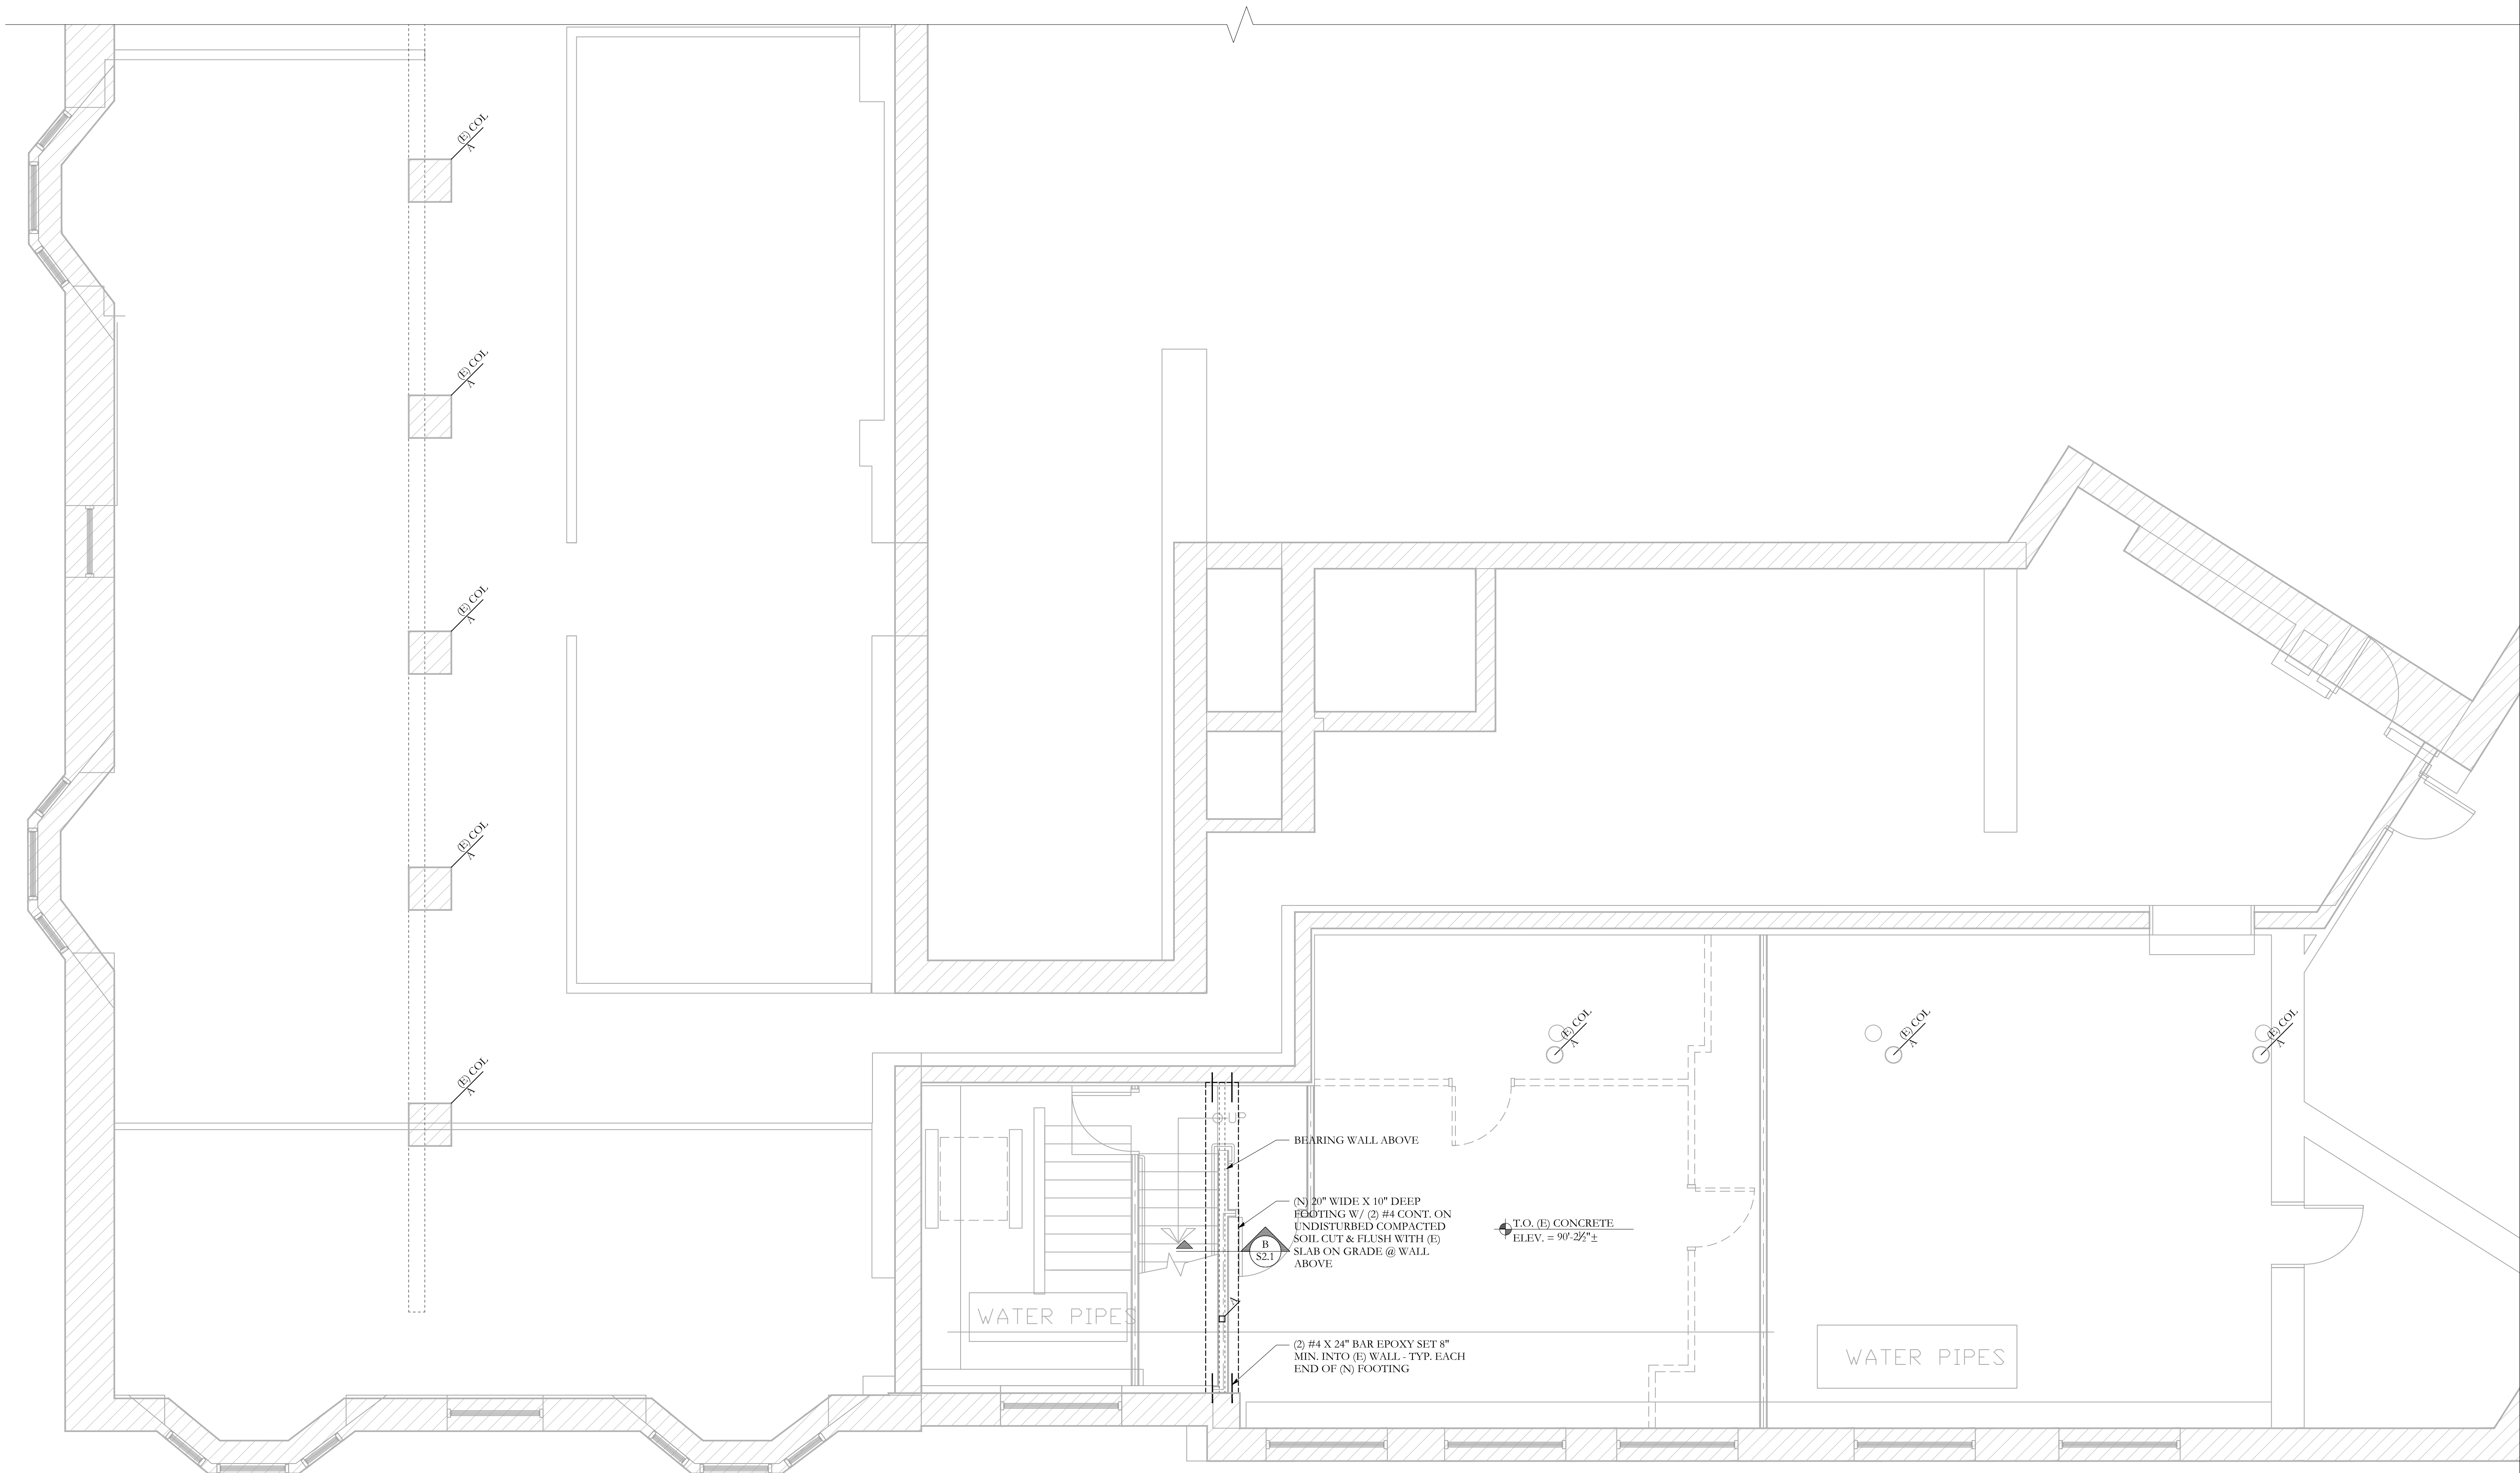 (E) COL
A
(E) COL
A
(E) COL
A
(E) COL
A
(E) COL
A
(E) COL
A
(E) COL
A
(E) COL
A
UP
BEARING WALL ABOVE
(N) 20" WIDE X 10" DEEP
FOOTING W/ (2) #4 CONT. ON
UNDISTURBED COMPACTED
SOIL CUT & FLUSH WITH (E)
SLAB ON GRADE @ WALL
ABOVE
B
S2.1
T.O. (E) CONCRETE
ELEV. = 90'-2½"±
A
WATER PIPES
(2) #4 X 24" BAR EPOXY SET 8"
MIN. INTO (E) WALL - TYP. EACH
END OF (N) FOOTING
WATER PIPES